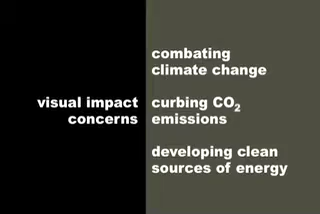 visual impact
concerns
combating
climate change
curbing CO₂
emissions
developing clean
sources of energy